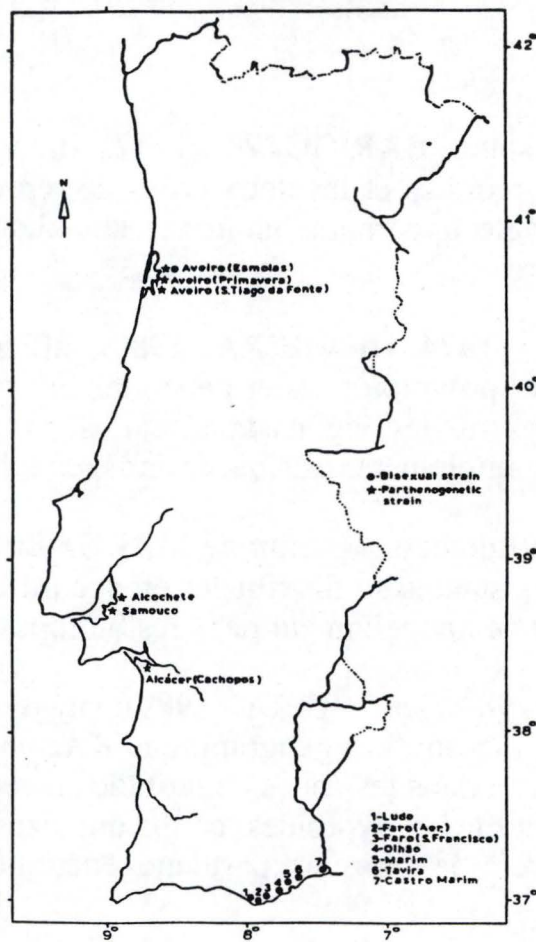 42°
N
41°
Aveiro(Esmolas)
Aveiro(Primavera)
Aveiro(S.Tiago da Fonte)
40°
●-Bisexual strain
★-Parthenogenetic
strain
39°
Alcochete
Samouco
Alcácer(Cachopos)
38°
1-Ludo
2-Faro(Aer.)
3-Faro(S.Francisco)
4-Olhão
5-Marim
6-Tavira
7-Castro Marim
1 2 3 4 5 6 7
37°
9° 8° 7°